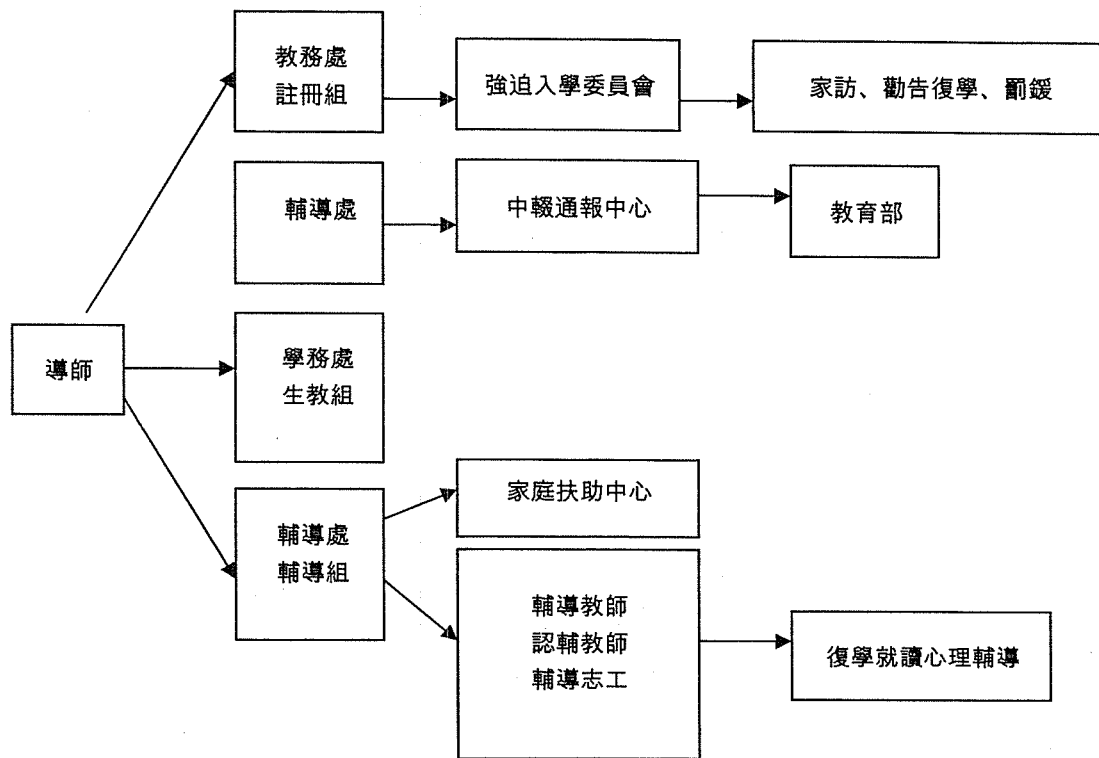 教務處
註冊組
強迫入學委員會
家訪、勸告復學、罰鍰
輔導處
中輟通報中心
教育部
導師
學務處
生教組
家庭扶助中心
輔導處
輔導組
輔導教師
認輔教師
輔導志工
復學就讀心理輔導